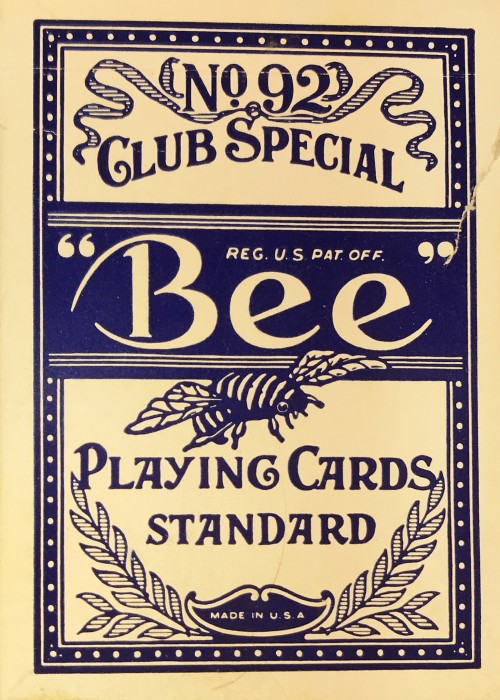 No 92
CLUB SPECIAL
REG. U.S PAT. OFF.
“Bee”
PLAYING CARDS
STANDARD
MADE IN U.S.A